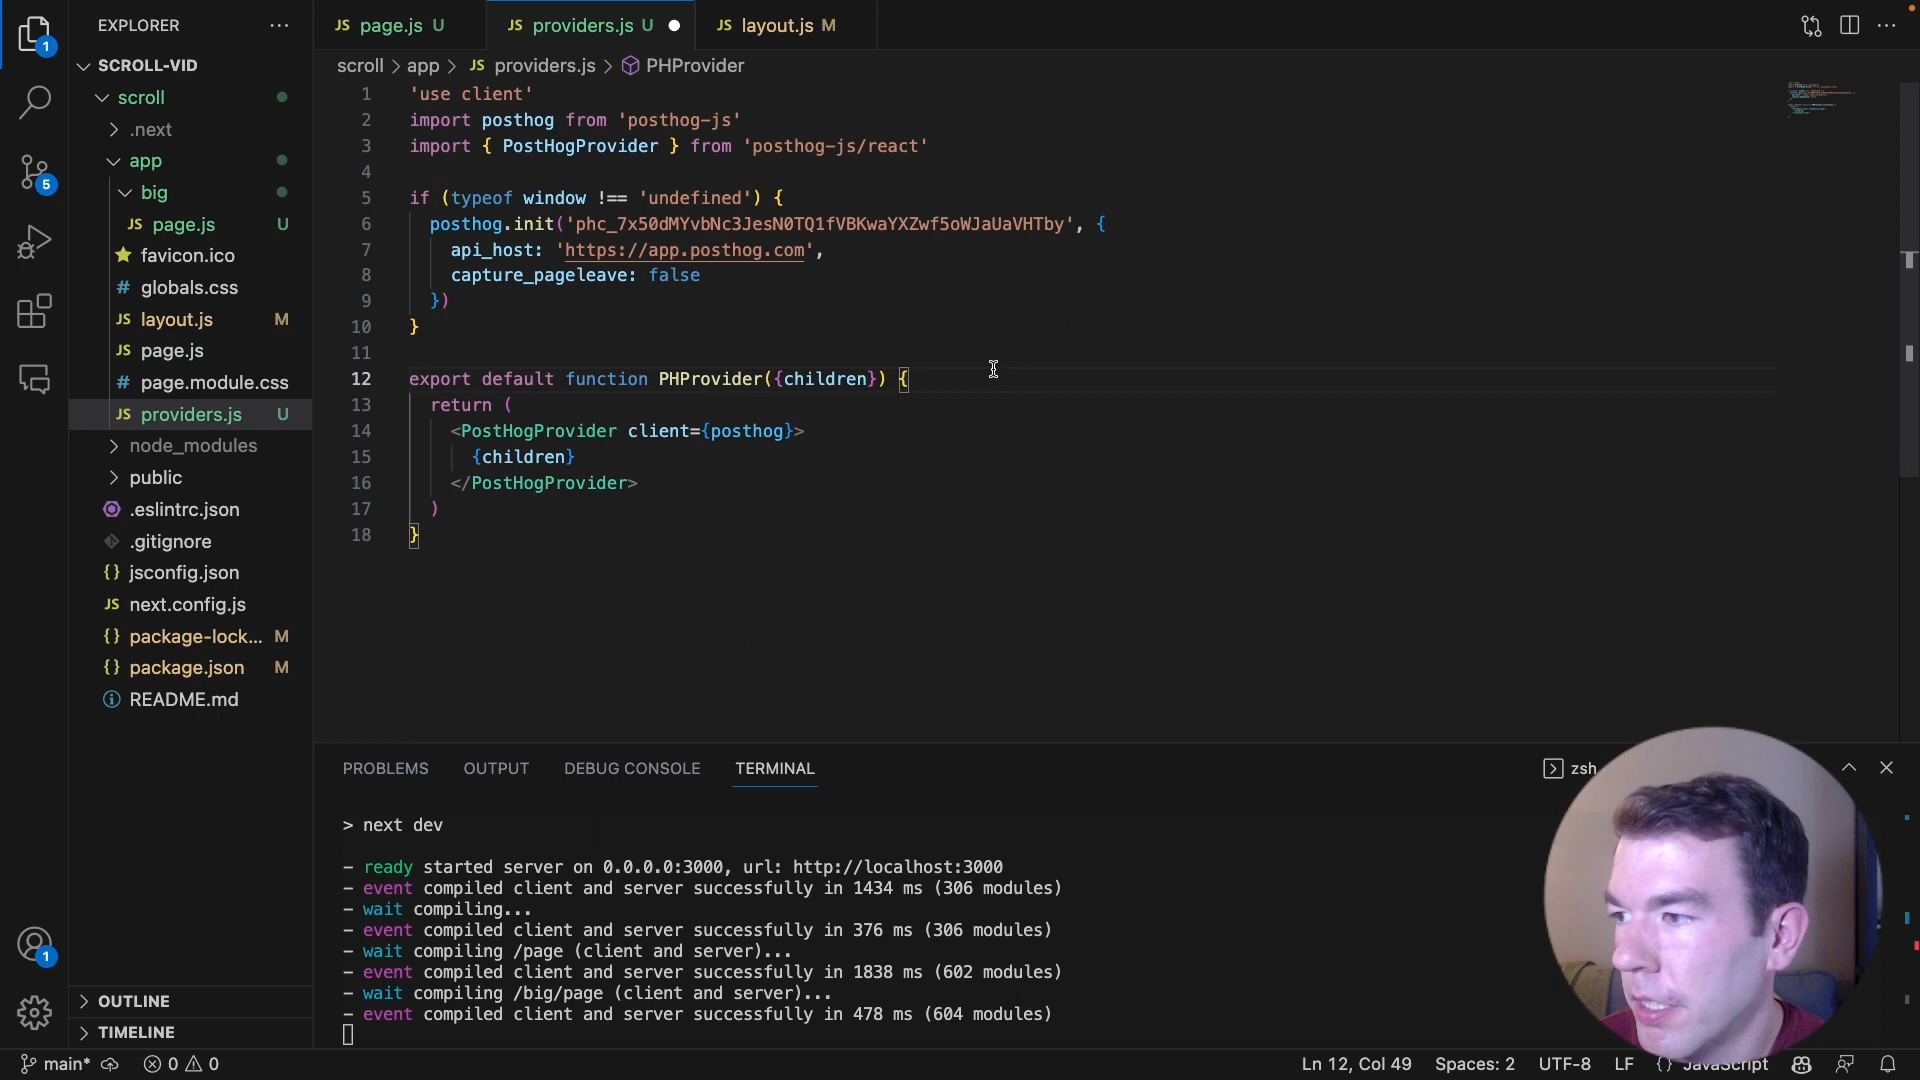 EXPLORER
SCROLL-VID
scroll
.next
app
big
page.js U
favicon.ico
globals.css
layout.js M
page.js
page.module.css
providers.js U
node_modules
public
.eslintrc.json
.gitignore
jsconfig.json
next.config.js
package-lock... M
package.json M
README.md
OUTLINE
TIMELINE
1
5
1
JS page.js U
JS providers.js U
JS layout.js M
scroll > app > JS providers.js > PHProvider
1 'use client'
2 import posthog from 'posthog-js'
3 import { PostHogProvider } from 'posthog-js/react'
4
5 if (typeof window !== 'undefined') {
6 posthog.init('phc_7x50dMYvbNc3JesN0TQ1fVBKwaYXZwf5oWJaUaVHTby', {
7 api_host: 'https://app.posthog.com',
8 capture_pageleave: false
9 })
10 }
11
12 export default function PHProvider({children}) {
13 return (
14 <PostHogProvider client={posthog}>
15 {children}
16 </PostHogProvider>
17 )
18 }
PROBLEMS OUTPUT DEBUG CONSOLE TERMINAL zsh
> next dev
- ready started server on 0.0.0.0:3000, url: http://localhost:3000
- event compiled client and server successfully in 1434 ms (306 modules)
- wait compiling...
- event compiled client and server successfully in 376 ms (306 modules)
- wait compiling /page (client and server)...
- event compiled client and server successfully in 1838 ms (602 modules)
- wait compiling /big/page (client and server)...
- event compiled client and server successfully in 478 ms (604 modules)
main* 0 0 Ln 12, Col 49 Spaces: 2 UTF-8 LF {} JavaScript